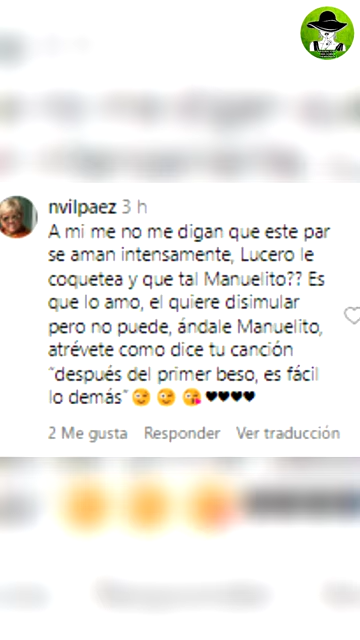 nvilpaez 3 h
A mi me no me digan que este par
se aman intensamente, Lucero le
coquetea y que tal Manuelito?? Es
que lo amo, el quiere disimular
pero no puede, ándale Manuelito,
atrévete como dice tu canción
"después del primer beso, es fácil
lo demás" 😉 😉 😘 ♥♥♥♥
2 Me gusta Responder Ver traducción